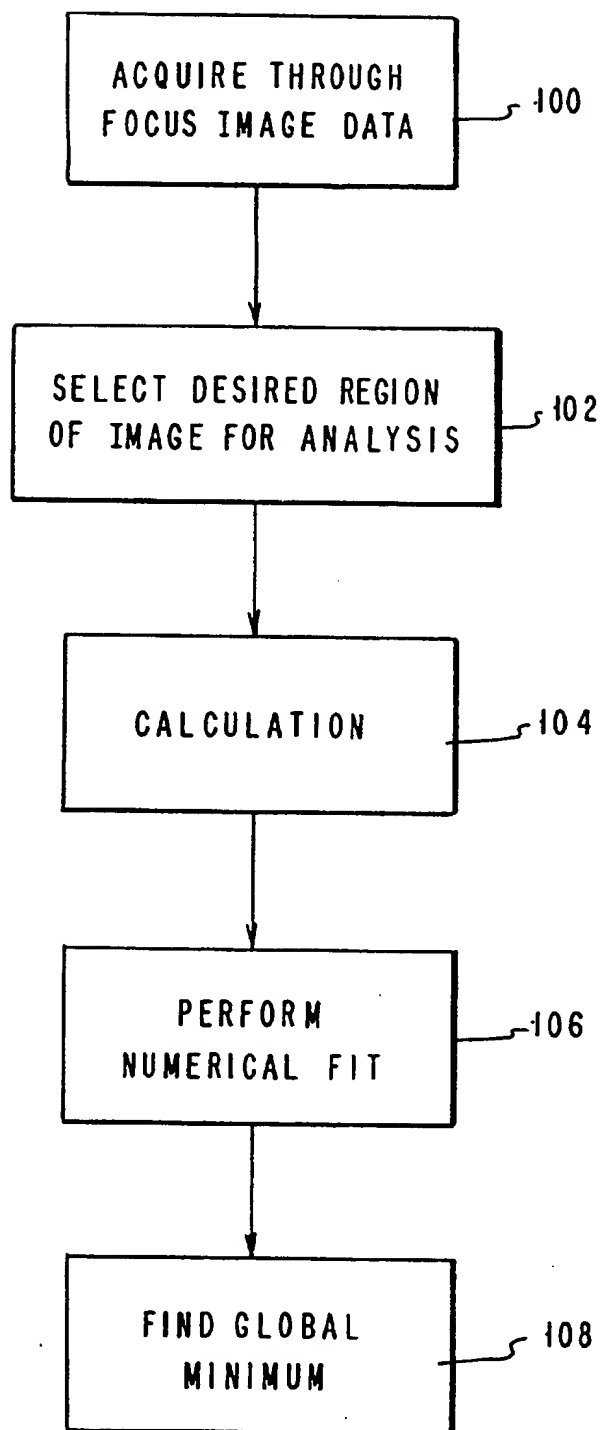 ACQUIRE THROUGH
FOCUS IMAGE DATA
100
SELECT DESIRED REGION
OF IMAGE FOR ANALYSIS
102
CALCULATION
104
PERFORM
NUMERICAL FIT
106
FIND GLOBAL
MINIMUM
108